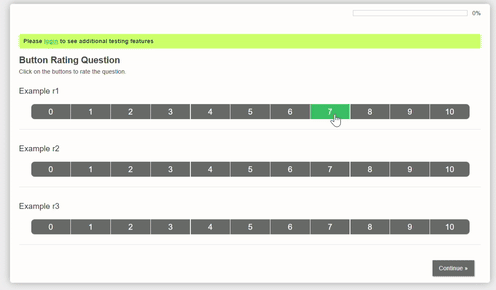 0%
Please login to see additional testing features
Button Rating Question
Click on the buttons to rate the question.
Example r1
0 1 2 3 4 5 6 7 8 9 10
Example r2
0 1 2 3 4 5 6 7 8 9 10
Example r3
0 1 2 3 4 5 6 7 8 9 10
Continue »